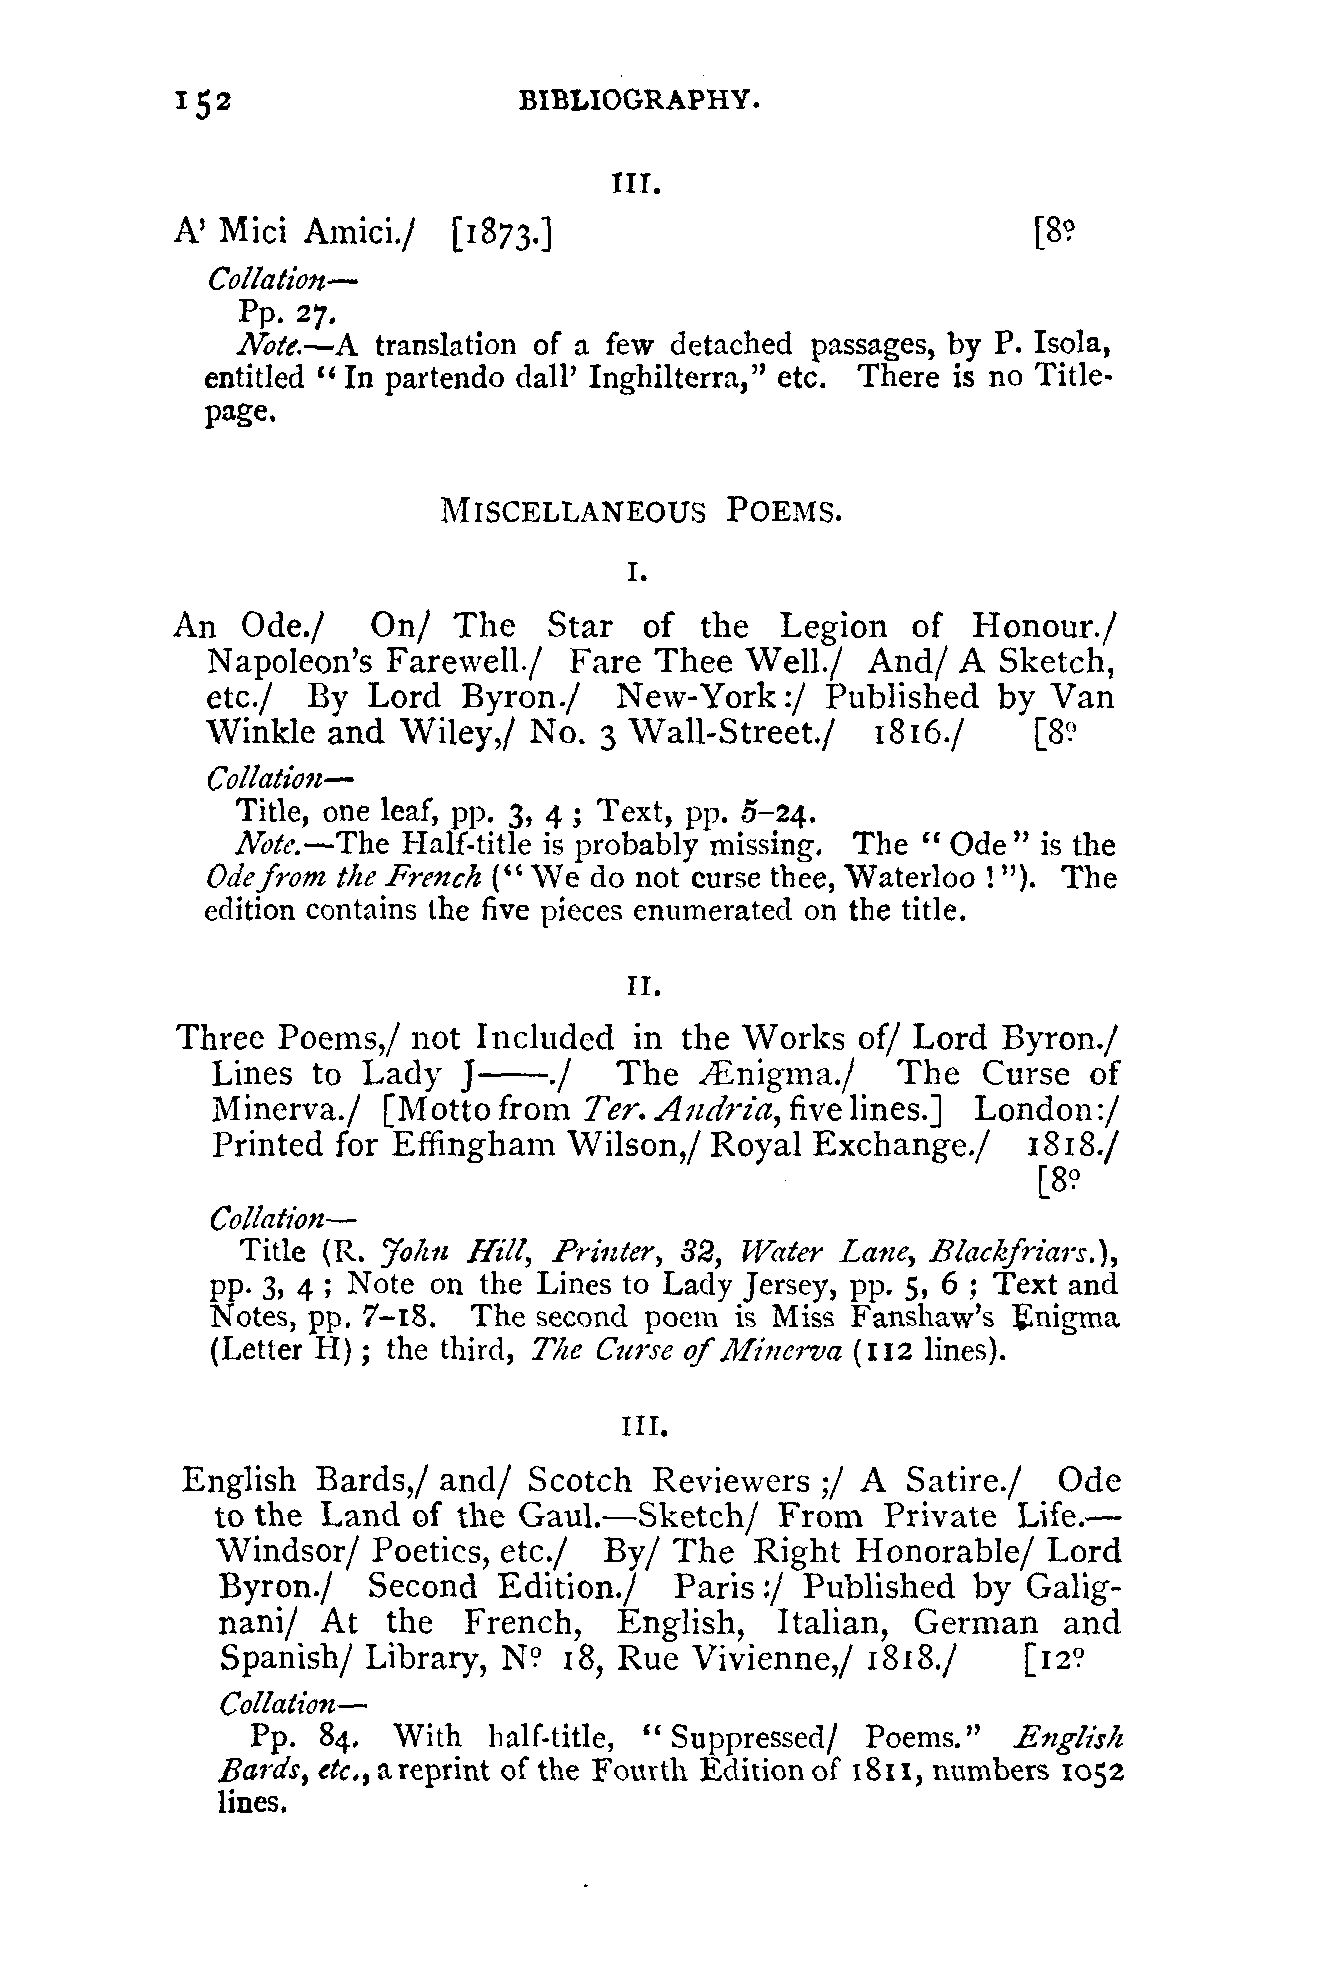 152 BIBLIOGRAPHY.
III.
A' Mici Amici./ [1873.] [8º
Collation—
Pp. 27.
Note.—A translation of a few detached passages, by P. Isola,
entitled “In partendo dall’ Inghilterra,” etc. There is no Title-
page.
MISCELLANEOUS POEMS.
I.
An Ode./ On/ The Star of the Legion of Honour./
Napoleon’s Farewell./ Fare Thee Well./ And/ A Sketch,
etc./ By Lord Byron./ New-York:/ Published by Van
Winkle and Wiley,/ No. 3 Wall-Street./ 1816./ [8º
Collation—
Title, one leaf, pp. 3, 4; Text, pp. 5–24.
Note.—The Half-title is probably missing. The “Ode” is the
Ode from the French (“We do not curse thee, Waterloo!”). The
edition contains the five pieces enumerated on the title.
II.
Three Poems,/ not Included in the Works of/ Lord Byron./
Lines to Lady J——./ The Ænigma./ The Curse of
Minerva./ [Motto from Ter. Andria, five lines.] London:/
Printed for Effingham Wilson,/ Royal Exchange./ 1818./
[8º
Collation—
Title (R. John Hill, Printer, 32, Water Lane, Blackfriars.),
pp. 3, 4; Note on the Lines to Lady Jersey, pp. 5, 6; Text and
Notes, pp. 7–18. The second poem is Miss Fanshaw’s Enigma
(Letter H); the third, The Curse of Minerva (112 lines).
III.
English Bards,/ and/ Scotch Reviewers;/ A Satire./ Ode
to the Land of the Gaul.—Sketch/ From Private Life.—
Windsor/ Poetics, etc./ By/ The Right Honorable/ Lord
Byron./ Second Edition./ Paris:/ Published by Galig-
nani/ At the French, English, Italian, German and
Spanish/ Library, Nº 18, Rue Vivienne,/ 1818./ [12º
Collation—
Pp. 84. With half-title, “Suppressed/ Poems.” English
Bards, etc., a reprint of the Fourth Edition of 1811, numbers 1052
lines.